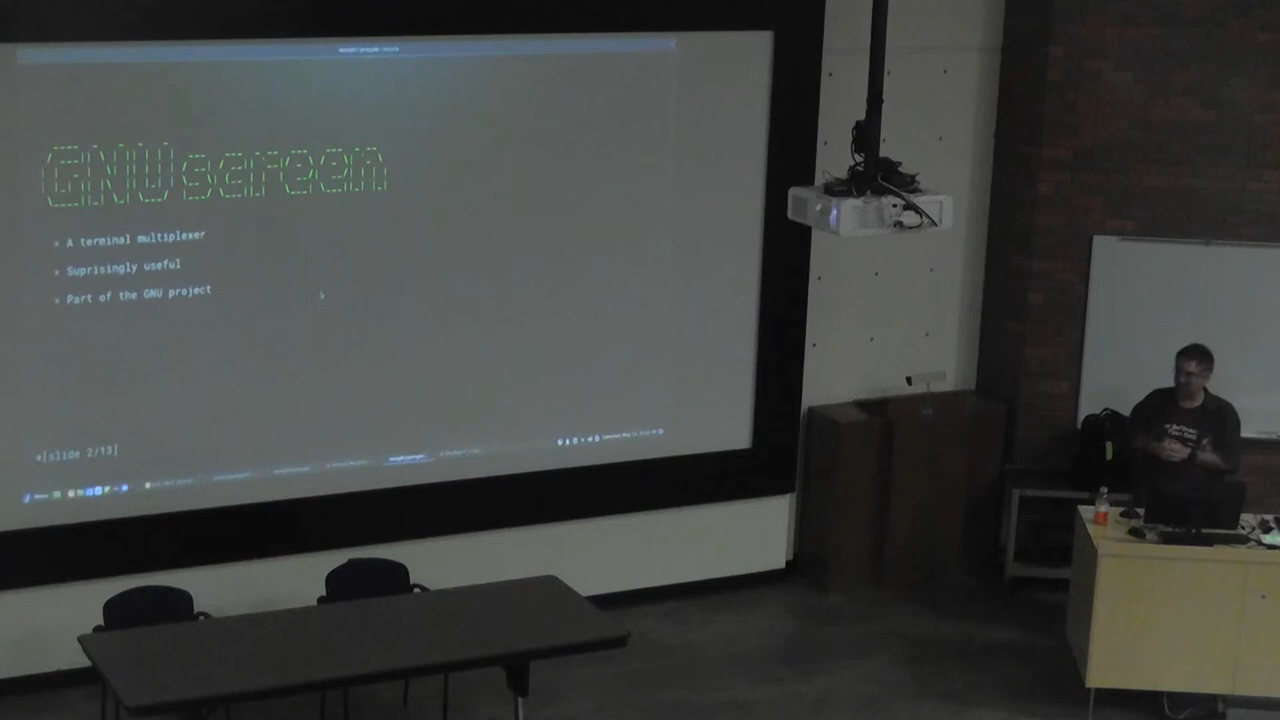 GNU screen
» A terminal multiplexer
» Suprisingly useful
» Part of the GNU project
*[slide 2/13]